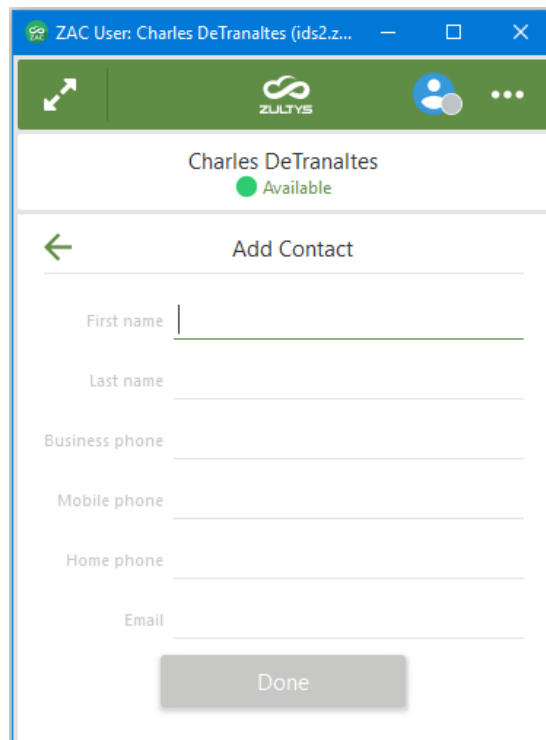 ZAC User: Charles DeTranaltes (ids2.z...
ZAC
ZULTYS
Charles DeTranaltes
Available
Add Contact
First name
Last name
Business phone
Mobile phone
Home phone
Email
Done